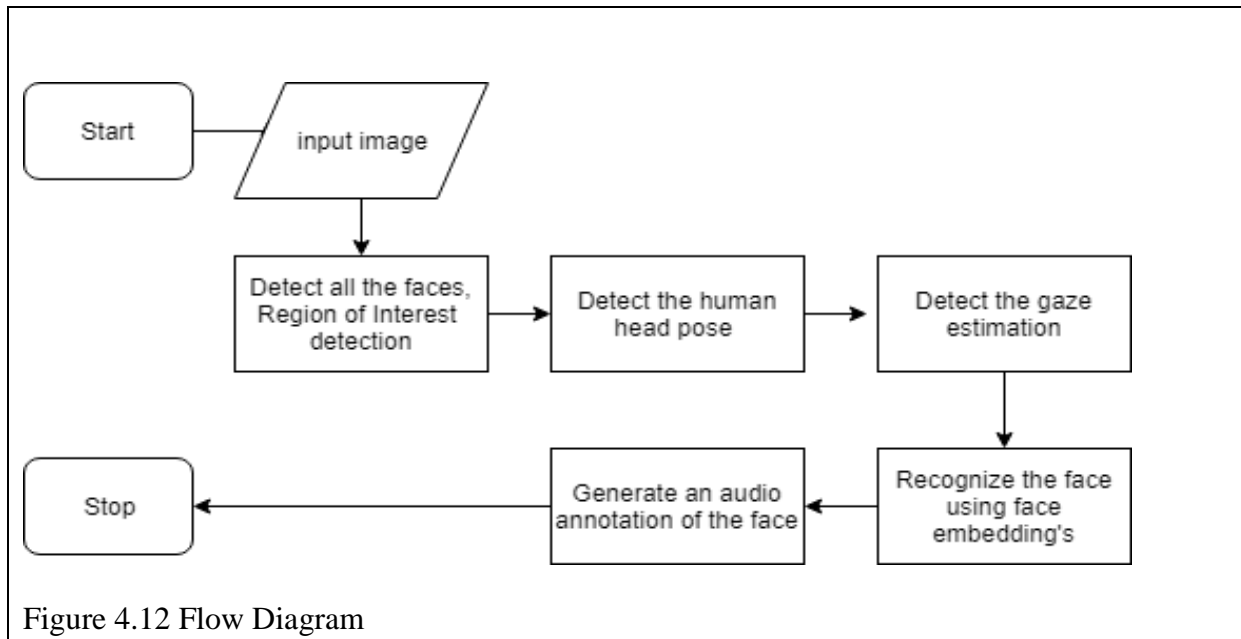 Start
input image
Detect all the faces,
Region of Interest
detection
Detect the human
head pose
Detect the gaze
estimation
Recognize the face
using face
embedding's
Generate an audio
annotation of the face
Stop
Figure 4.12 Flow Diagram